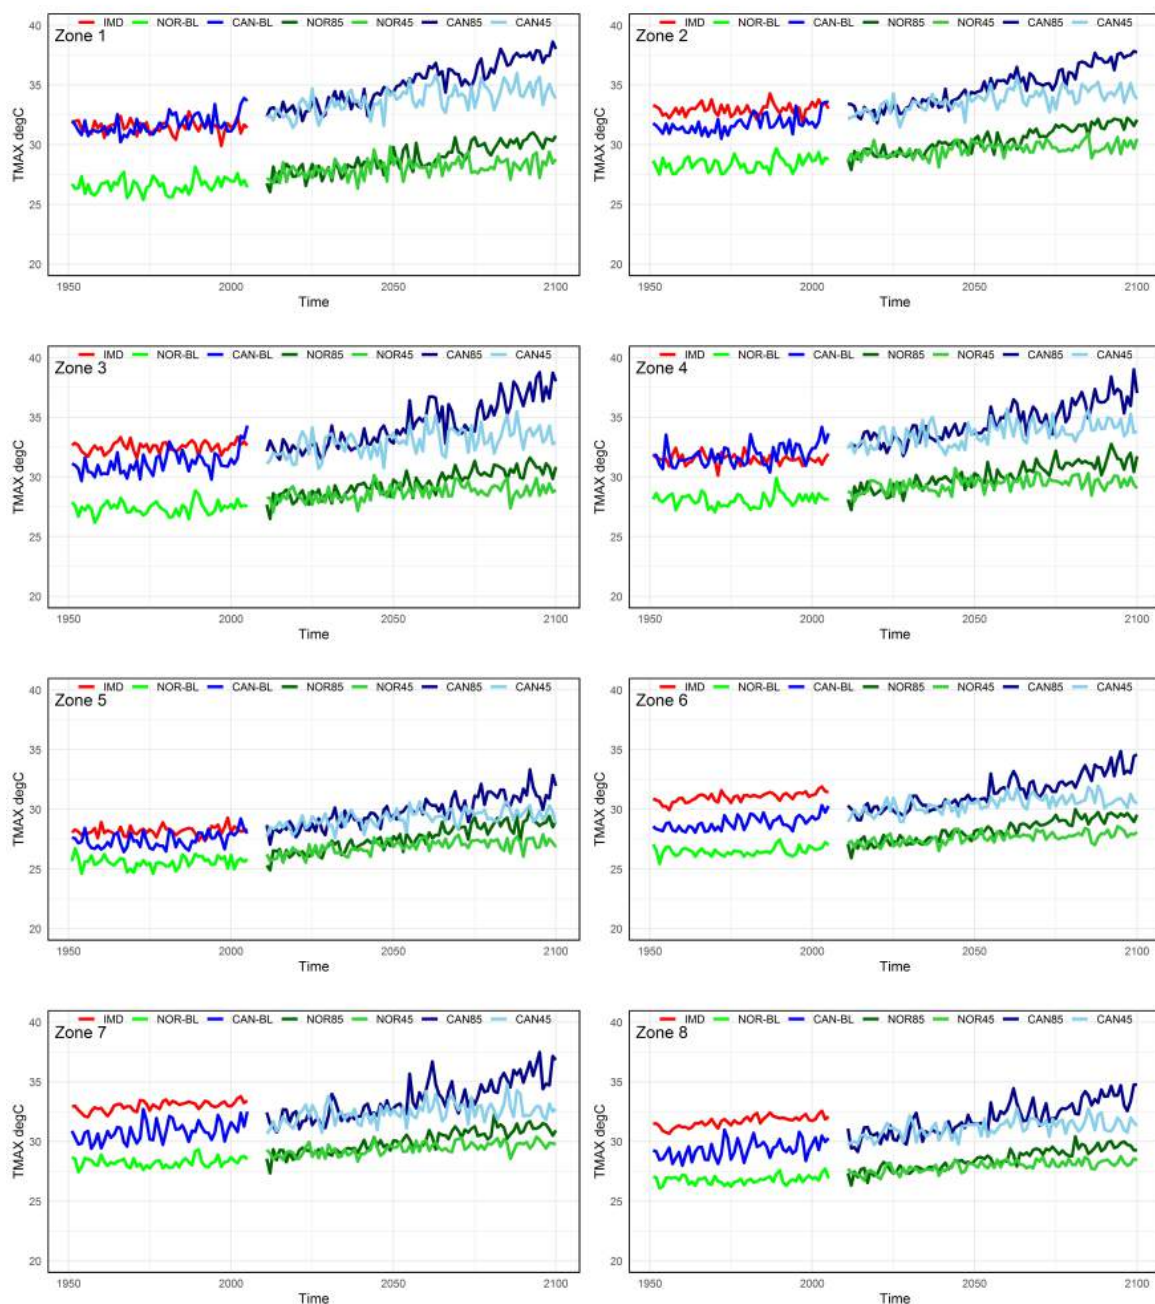 IMD NOR-BL CAN-BL NOR85 NOR45 CAN85 CAN45
Zone 1
TMAX degC
40
35
30
25
20
1950 2000 2050 2100
Time
IMD NOR-BL CAN-BL NOR85 NOR45 CAN85 CAN45
Zone 2
TMAX degC
40
35
30
25
20
1950 2000 2050 2100
Time
IMD NOR-BL CAN-BL NOR85 NOR45 CAN85 CAN45
Zone 3
TMAX degC
40
35
30
25
20
1950 2000 2050 2100
Time
IMD NOR-BL CAN-BL NOR85 NOR45 CAN85 CAN45
Zone 4
TMAX degC
40
35
30
25
20
1950 2000 2050 2100
Time
IMD NOR-BL CAN-BL NOR85 NOR45 CAN85 CAN45
Zone 5
TMAX degC
40
35
30
25
20
1950 2000 2050 2100
Time
IMD NOR-BL CAN-BL NOR85 NOR45 CAN85 CAN45
Zone 6
TMAX degC
40
35
30
25
20
1950 2000 2050 2100
Time
IMD NOR-BL CAN-BL NOR85 NOR45 CAN85 CAN45
Zone 7
TMAX degC
40
35
30
25
20
1950 2000 2050 2100
Time
IMD NOR-BL CAN-BL NOR85 NOR45 CAN85 CAN45
Zone 8
TMAX degC
40
35
30
25
20
1950 2000 2050 2100
Time